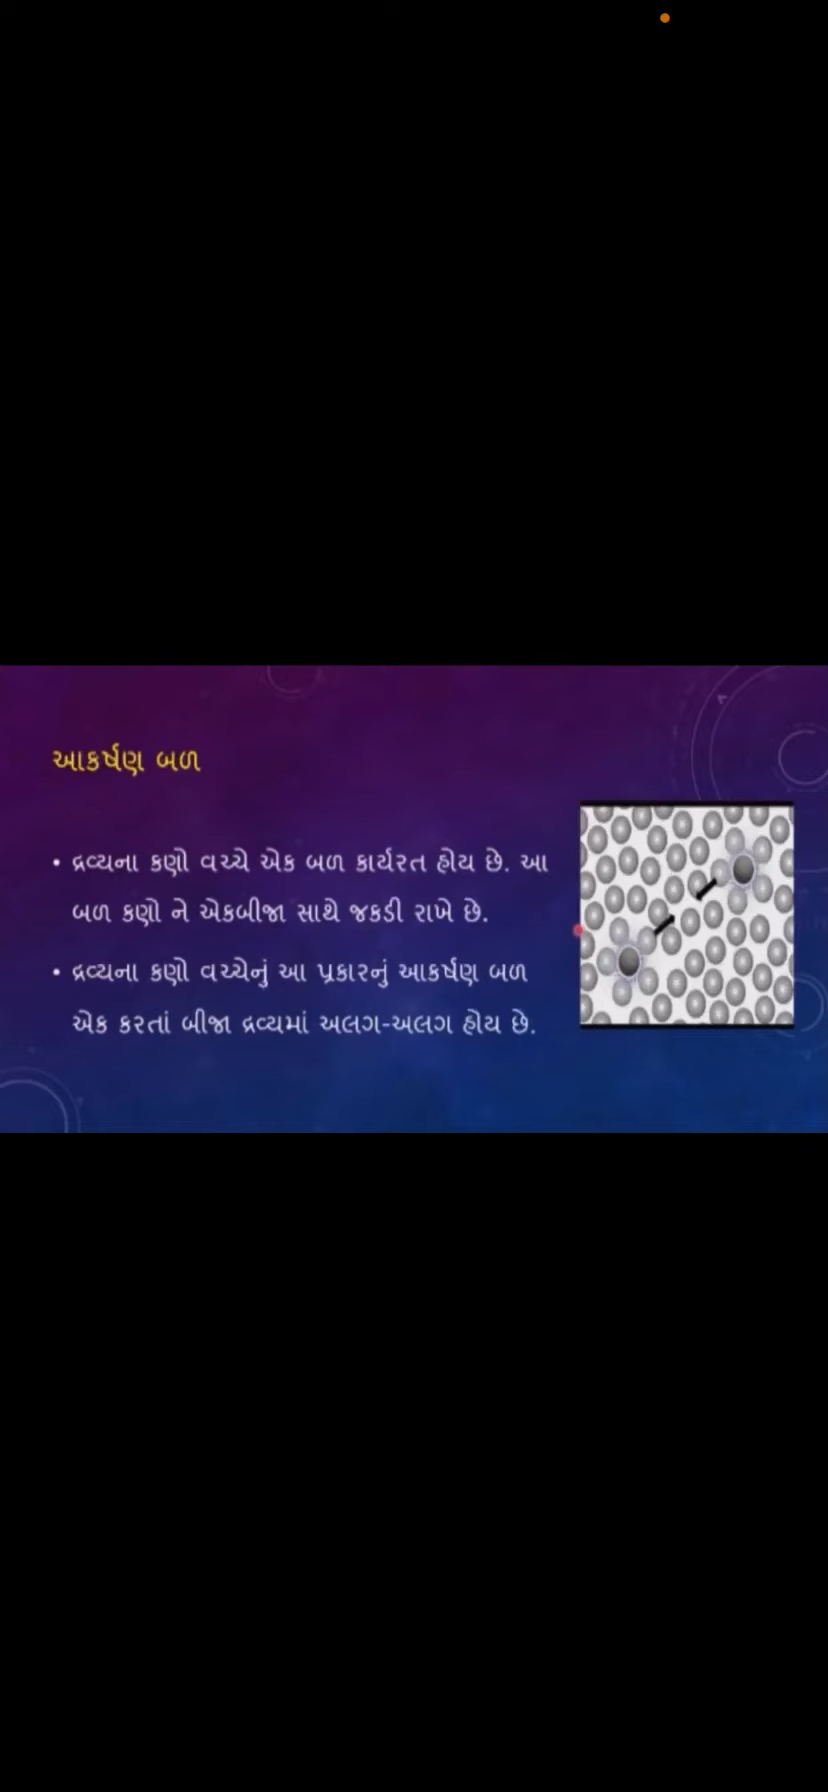 આકર્ષણ બળ
• દ્રવ્યના કણો વચ્ચે એક બળ કાર્યરત હોય છે. આ
બળ કણો ને એકબીજા સાથે જકડી રાખે છે.
• દ્રવ્યના કણો વચ્ચેનું આ પ્રકારનું આકર્ષણ બળ
એક કરતાં બીજા દ્રવ્યમાં અલગ-અલગ હોય છે.